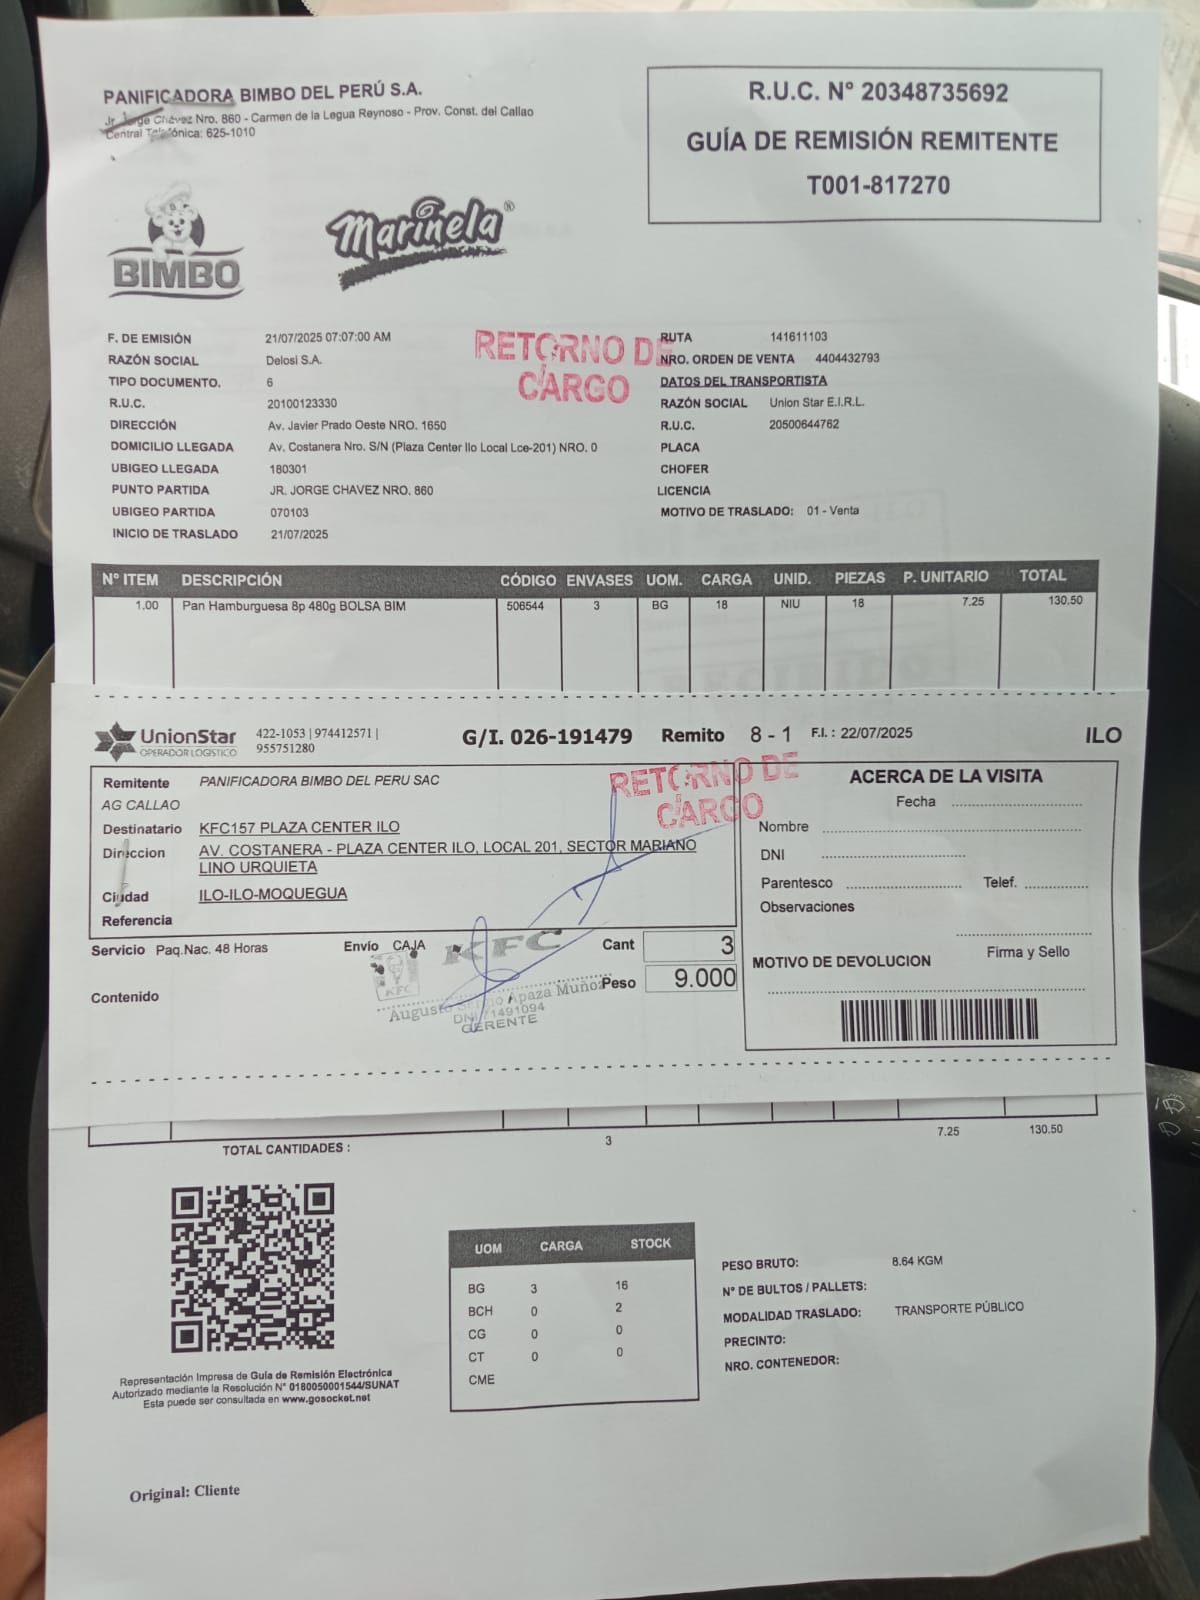 PANIFICADORA BIMBO DEL PERÚ S.A.
Jr. Jorge Chávez Nro. 860 - Carmen de la Legua Reynoso - Prov. Const. del Callao
Central Telefónica: 625-1010
R.U.C. N° 20348735692
GUÍA DE REMISIÓN REMITENTE
T001-817270
BIMBO
Marinela®
RETORNO DE CARGO
F. DE EMISIÓN 21/07/2025 07:07:00 AM
RAZÓN SOCIAL Delosi S.A.
TIPO DOCUMENTO. 6
R.U.C. 20100123330
DIRECCIÓN Av. Javier Prado Oeste NRO. 1650
DOMICILIO LLEGADA Av. Costanera Nro. S/N (Plaza Center Ilo Local Lce-201) NRO. 0
UBIGEO LLEGADA 180301
PUNTO PARTIDA JR. JORGE CHAVEZ NRO. 860
UBIGEO PARTIDA 070103
INICIO DE TRASLADO 21/07/2025
RUTA 141611103
NRO. ORDEN DE VENTA 4404432793
DATOS DEL TRANSPORTISTA
RAZÓN SOCIAL Union Star E.I.R.L.
R.U.C. 20500644762
PLACA
CHOFER
LICENCIA
MOTIVO DE TRASLADO: 01 - Venta
N° ITEM DESCRIPCIÓN CÓDIGO ENVASES UOM. CARGA UNID. PIEZAS P. UNITARIO TOTAL
1.00 Pan Hamburguesa 8p 480g BOLSA BIM 506544 3 BG 18 NIU 18 7.25 130.50
UnionStar
OPERADOR LOGISTICO
422-1053 | 974412571 |
955751280
G/I. 026-191479 Remito 8 - 1 F.I. : 22/07/2025 ILO
RETORNO DE CARGO
Remitente PANIFICADORA BIMBO DEL PERU SAC
AG CALLAO
Destinatario KFC157 PLAZA CENTER ILO
Direccion AV. COSTANERA - PLAZA CENTER ILO, LOCAL 201, SECTOR MARIANO
LINO URQUIETA
Ciudad ILO-ILO-MOQUEGUA
Referencia
Servicio Paq.Nac. 48 Horas Envio CAJA Cant 3
Contenido Peso 9.000
KFC
KFC
Augusto Apaza Muñoz
DNI 71491094
GERENTE
ACERCA DE LA VISITA
Fecha
Nombre
DNI
Parentesco Telef.
Observaciones
Firma y Sello
MOTIVO DE DEVOLUCION
TOTAL CANTIDADES : 3 7.25 130.50
UOM CARGA STOCK
BG 3 16
BCH 0 2
CG 0 0
CT 0 0
CME
PESO BRUTO: 8.64 KGM
N° DE BULTOS / PALLETS:
MODALIDAD TRASLADO: TRANSPORTE PÚBLICO
PRECINTO:
NRO. CONTENEDOR:
Representación Impresa de Guía de Remisión Electrónica
Autorizado mediante la Resolución N° 0180050001544/SUNAT
Esta puede ser consultada en www.gosocket.net
Original: Cliente